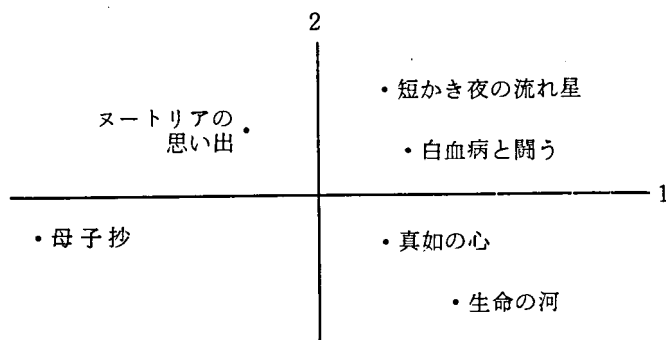 2
・短かき夜の流れ星
ヌートリアの
思い出・
・白血病と闘う
1
・母子抄
・真如の心
・生命の河